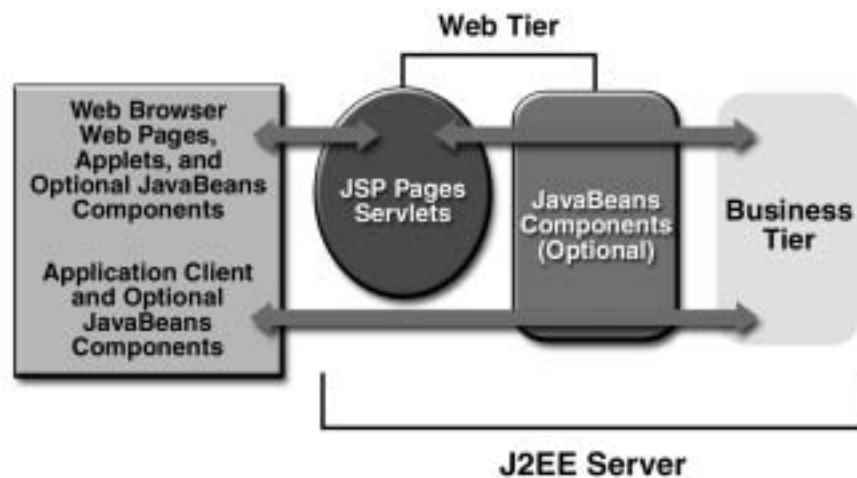 Web Tier
Web Browser
Web Pages,
Applets, and
Optional JavaBeans
Components
Application Client
and Optional
JavaBeans
Components
JSP Pages
Servlets
JavaBeans
Components
(Optional)
Business
Tier
J2EE Server